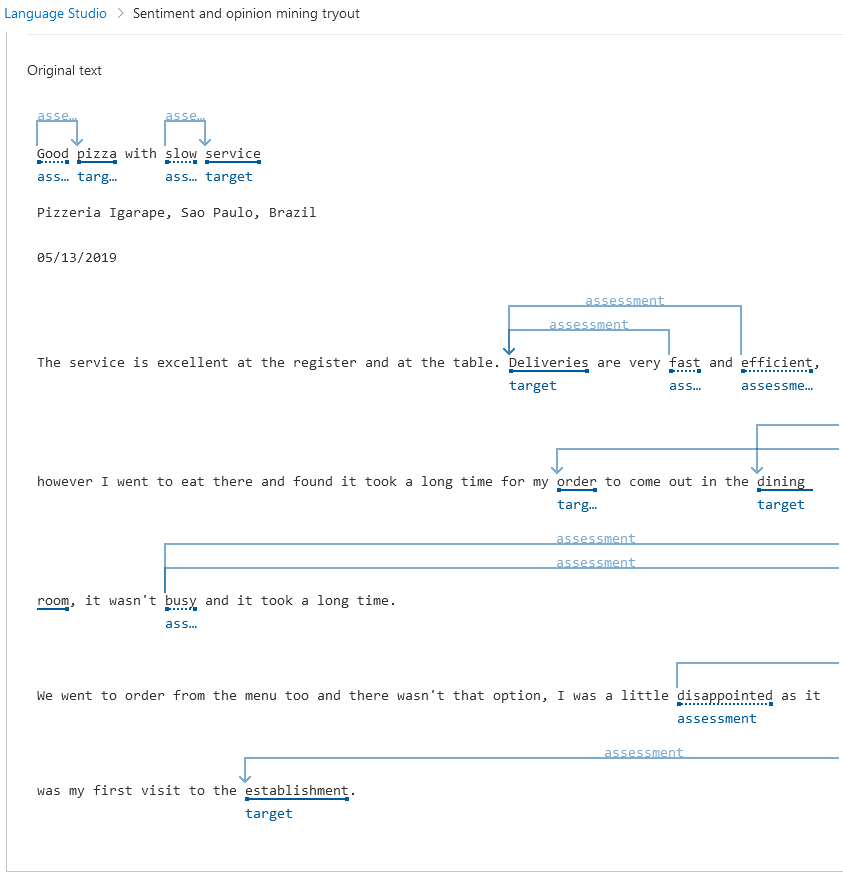 Language Studio > Sentiment and opinion mining tryout
Original text
asse… asse…
Good pizza with slow service
ass… targ… ass… target
Pizzeria Igarape, Sao Paulo, Brazil
05/13/2019
assessment
assessment
The service is excellent at the register and at the table. Deliveries are very fast and efficient,
target ass… assessme…
however I went to eat there and found it took a long time for my order to come out in the dining
targ… target
assessment
assessment
room, it wasn't busy and it took a long time.
ass…
We went to order from the menu too and there wasn't that option, I was a little disappointed as it
assessment
assessment
was my first visit to the establishment.
target